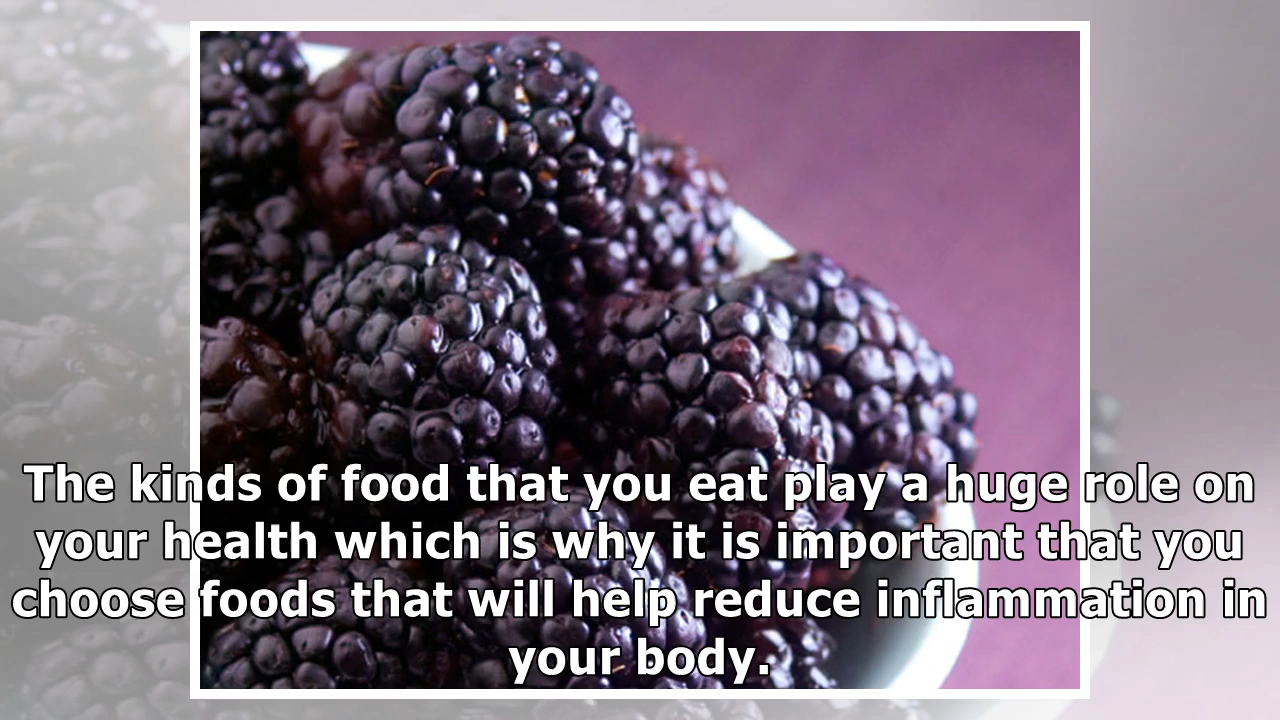 The kinds of food that you eat play a huge role on
your health which is why it is important that you
choose foods that will help reduce inflammation in
your body.